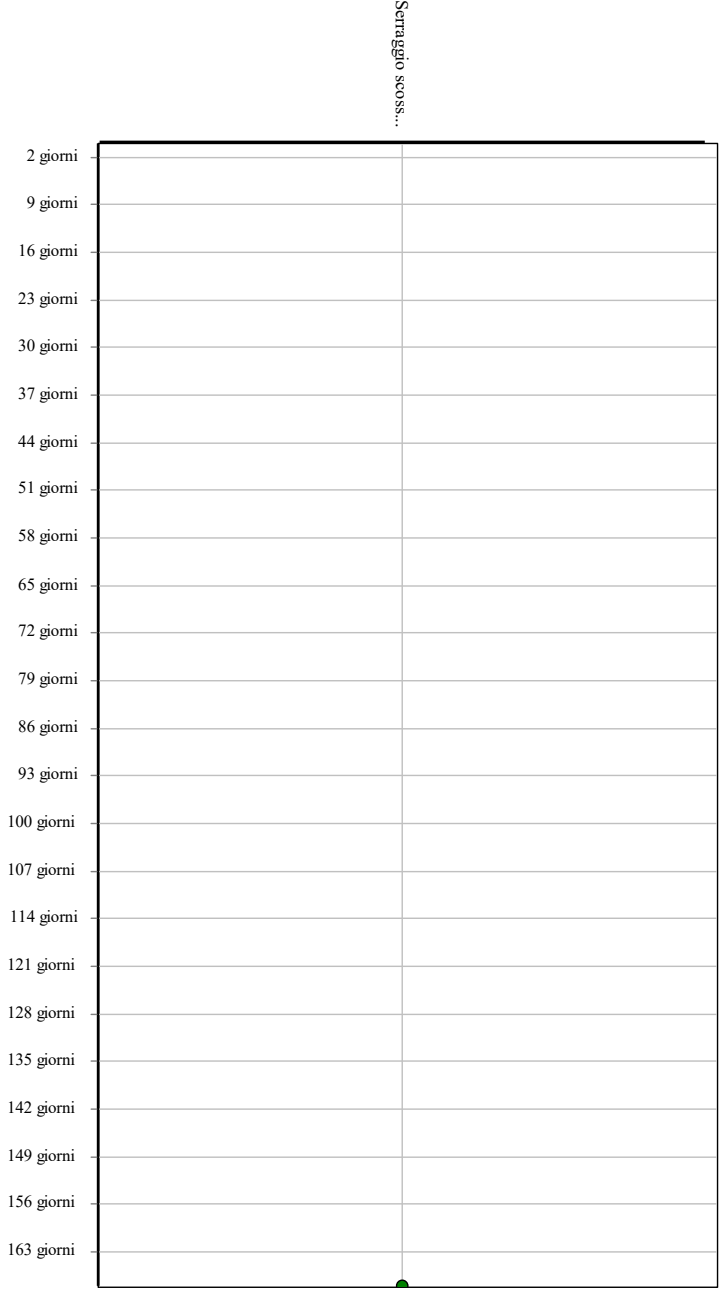 Serraggio scoss...
2 giorni
9 giorni
16 giorni
23 giorni
30 giorni
37 giorni
44 giorni
51 giorni
58 giorni
65 giorni
72 giorni
79 giorni
86 giorni
93 giorni
100 giorni
107 giorni
114 giorni
121 giorni
128 giorni
135 giorni
142 giorni
149 giorni
156 giorni
163 giorni